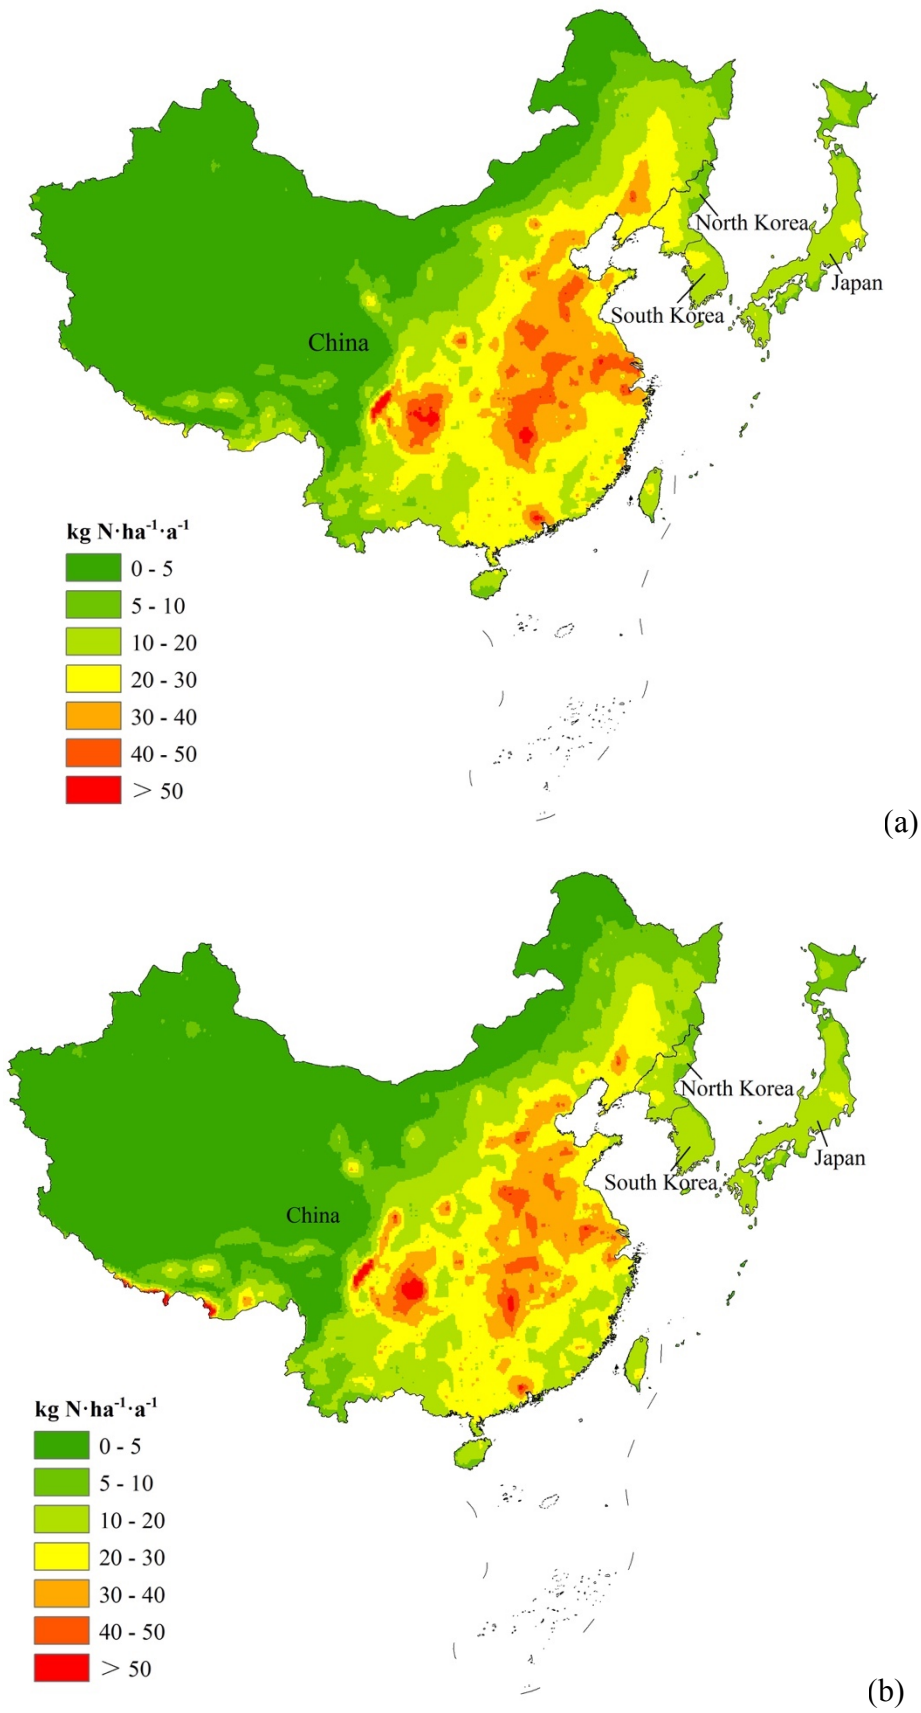 North Korea
Japan
South Korea
China
kg N·ha⁻¹·a⁻¹
0 - 5
5 - 10
10 - 20
20 - 30
30 - 40
40 - 50
> 50
(a)
North Korea
Japan
South Korea
China
kg N·ha⁻¹·a⁻¹
0 - 5
5 - 10
10 - 20
20 - 30
30 - 40
40 - 50
> 50
(b)